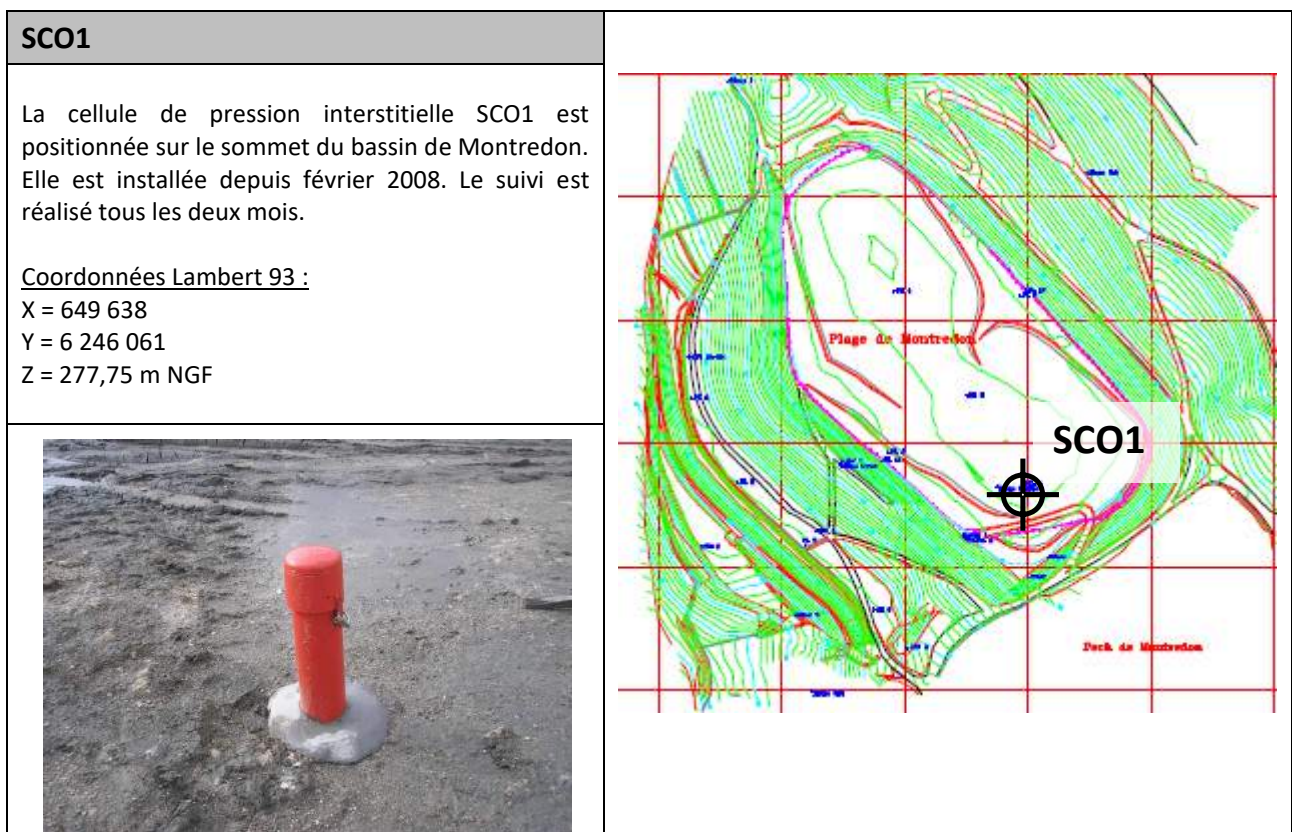 SCO1
La cellule de pression interstitielle SCO1 est
positionnée sur le sommet du bassin de Montredon.
Elle est installée depuis février 2008. Le suivi est
réalisé tous les deux mois.
Coordonnées Lambert 93 :
X = 649 638
Y = 6 246 061
Z = 277,75 m NGF
Plage de Montredon
SCO1
Pech de Montredon